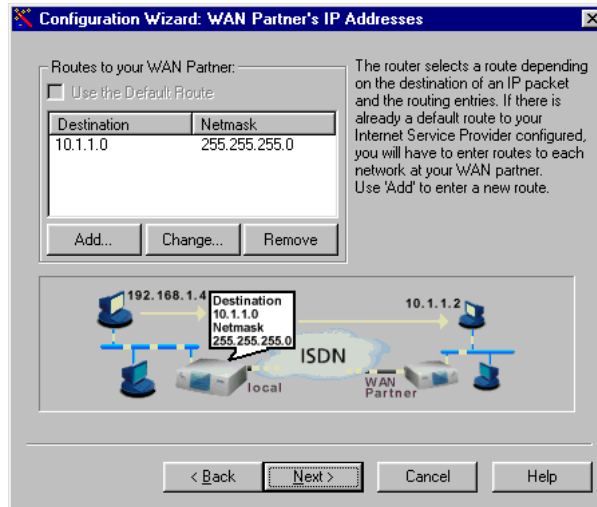 Configuration Wizard: WAN Partner's IP Addresses
Routes to your WAN Partner:
Use the Default Route
Destination Netmask
10.1.1.0 255.255.255.0
Add... Change... Remove
The router selects a route depending
on the destination of an IP packet
and the routing entries. If there is
already a default route to your
Internet Service Provider configured,
you will have to enter routes to each
network at your WAN partner.
Use 'Add' to enter a new route.
192.168.1.4
Destination
10.1.1.0
Netmask
255.255.255.0
10.1.1.2
ISDN
local
WAN
Partner
< Back Next > Cancel Help